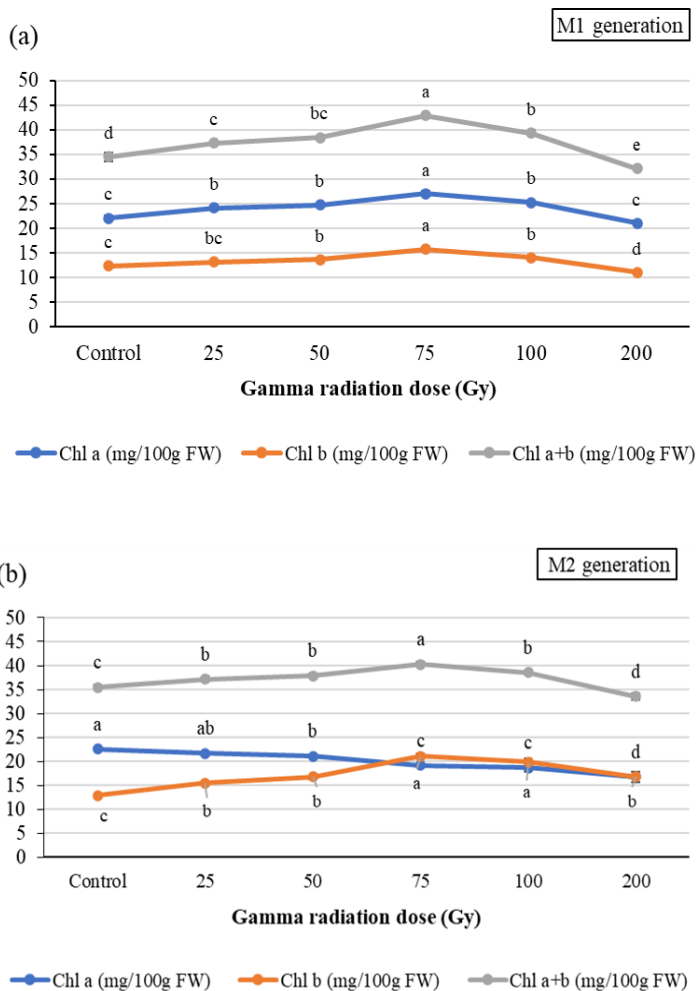 (a)
M1 generation
50
45
40
35
30
25
20
15
10
5
0
d c bc a b e
c b b a b c
c bc b a b d
Control 25 50 75 100 200
Gamma radiation dose (Gy)
Chl a (mg/100g FW) Chl b (mg/100g FW) Chl a+b (mg/100g FW)
(b)
M2 generation
50
45
40
35
30
25
20
15
10
5
0
c b b a b d
a ab b c c d
c b b a a b
Control 25 50 75 100 200
Gamma radiation dose (Gy)
Chl a (mg/100g FW) Chl b (mg/100g FW) Chl a+b (mg/100g FW)